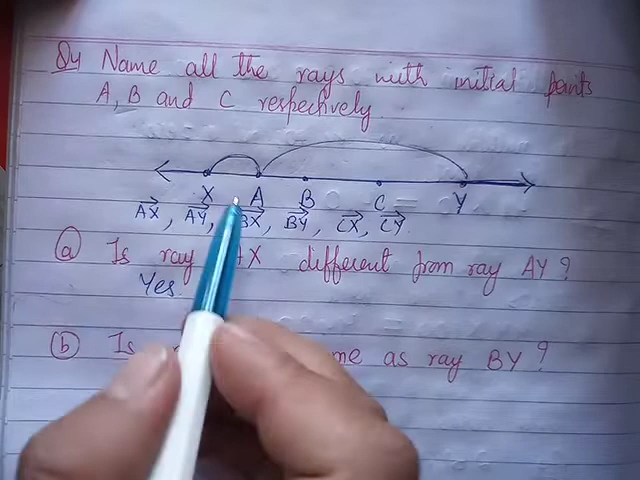 Q4 Name all the rays with initial points
A, B and C respectively.
X A B C Y
AX, AY, BX, BY, CX, CY
(a) Is ray AX different from ray AY?
Yes.
(b) Is as ray BY?